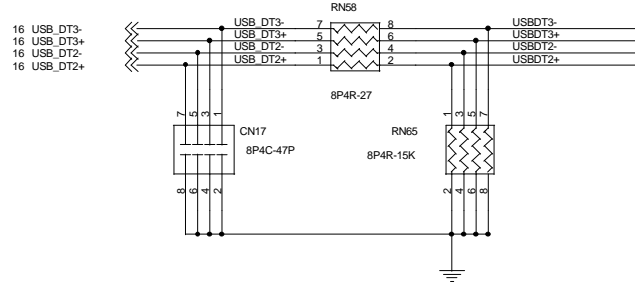 RN58
16 USB_DT3- USB_DT3- 7 8 USBDT3-
16 USB_DT3+ USB_DT3+ 5 6 USBDT3+
16 USB_DT2- USB_DT2- 3 4 USBDT2-
16 USB_DT2+ USB_DT2+ 1 2 USBDT2+
8P4R-27
7 5 3 1
1 3 5 7
CN17
RN65
8P4C-47P
8P4R-15K
8 6 4 2
2 4 6 8